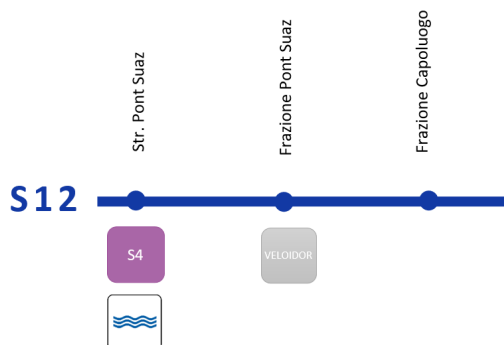 Str. Pont Suaz
Frazione Pont Suaz
Frazione Capoluogo
S12
S4
VELOIDOR